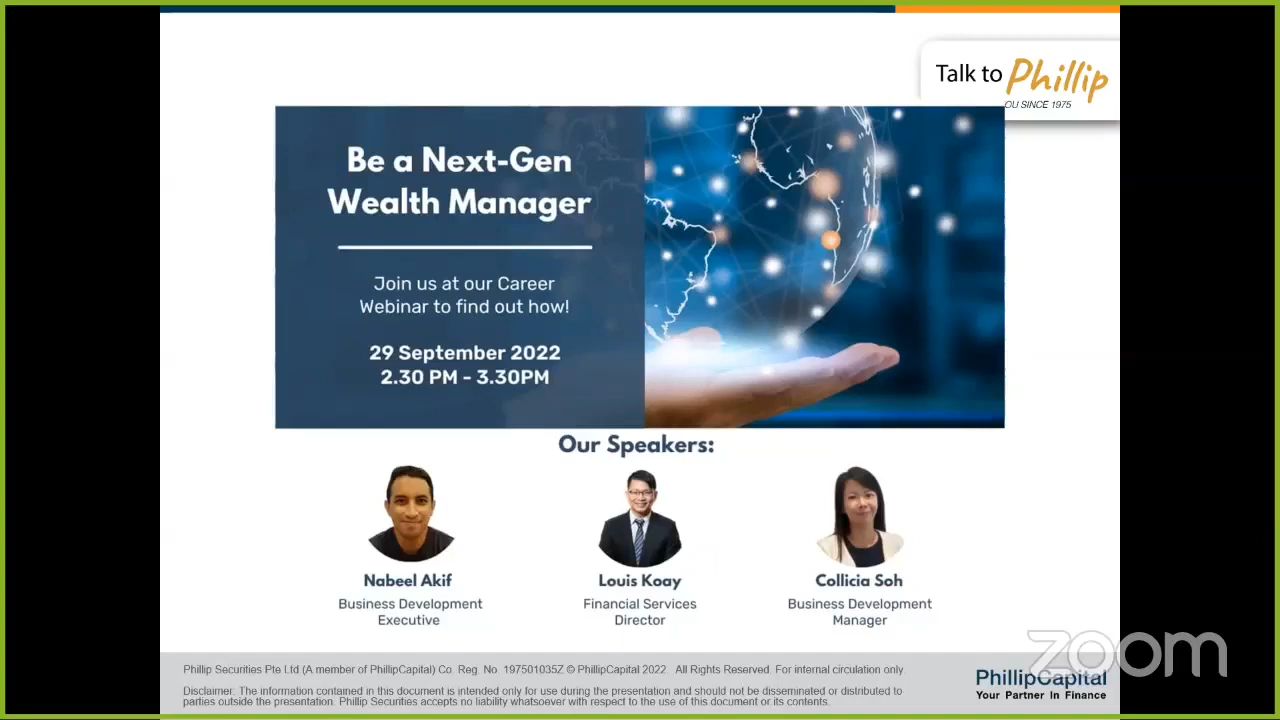 Talk to Phillip
OU SINCE 1975
Be a Next-Gen
Wealth Manager
Join us at our Career
Webinar to find out how!
29 September 2022
2.30 PM - 3.30PM
Our Speakers:
Nabeel Akif
Business Development
Executive
Louis Koay
Financial Services
Director
Collicia Soh
Business Development
Manager
Phillip Securities Pte Ltd (A member of PhillipCapital) Co. Reg. No. 197501035Z © PhillipCapital 2022. All Rights Reserved. For internal circulation only.
Disclaimer: The information contained in this document is intended only for use during the presentation and should not be disseminated or distributed to
parties outside the presentation. Phillip Securities accepts no liability whatsoever with respect to the use of this document or its contents.
PhillipCapital
Your Partner In Finance
zoom